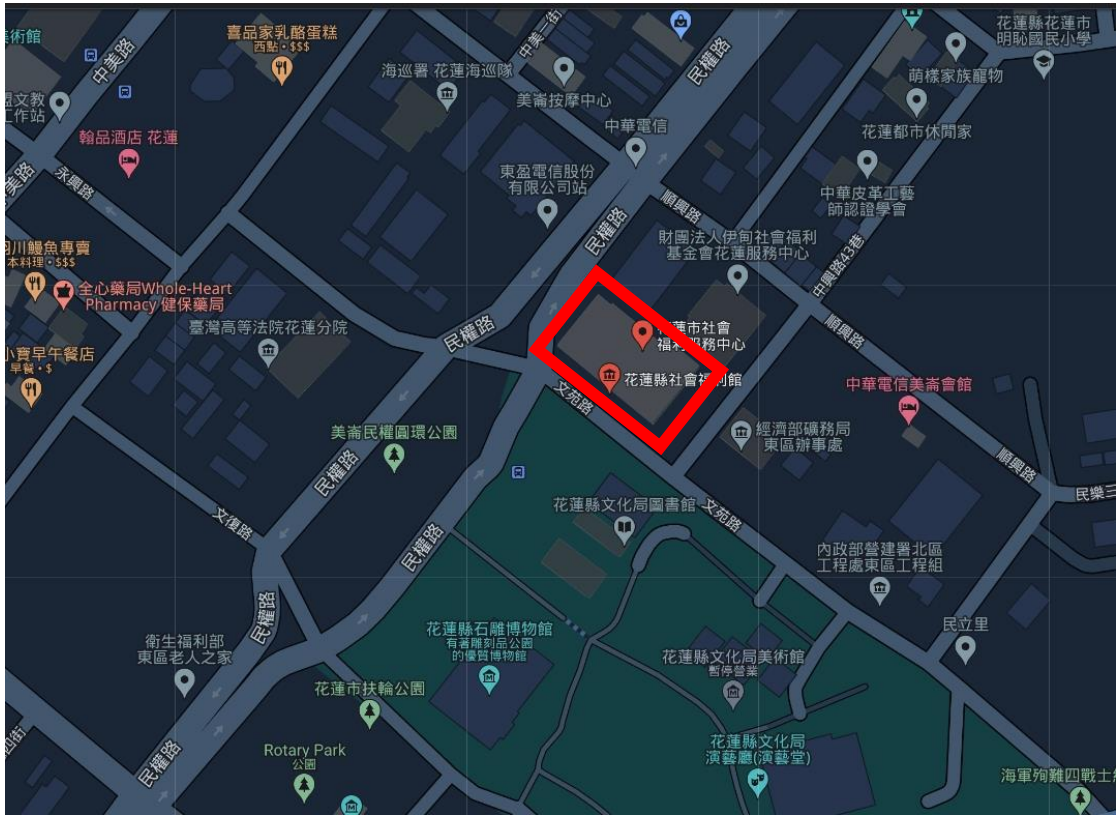 美術館
中美路
盟文教
工作站
喜品家乳酪蛋糕
西點・$$$
海巡署 花蓮海巡隊
中美一街
美崙按摩中心
民權路
花蓮縣花蓮市
明恥國民小學
萌樣家族寵物
花蓮都市休閒家
中華電信
翰品酒店 花蓮
永興路
美路
東盈電信股份
有限公司站
順興路
中華皮革工藝
師認證學會
民權路
財團法人伊甸社會福利
基金會花蓮服務中心
中興路43巷
川鰻魚專賣
本料理・$$$
全心藥局Whole-Heart
Pharmacy 健保藥局
臺灣高等法院花蓮分院
民權路
花蓮市社會
福利服務中心
順興路
小寶早午餐店
早餐・$
花蓮縣社會福利館
文苑路
中華電信美崙會館
美崙民權圓環公園
經濟部礦務局
東區辦事處
民權路
順興路
民樂三
文復路
花蓮縣文化局圖書館
文苑路
民權路
內政部營建署北區
工程處東區工程組
民權路
衛生福利部
東區老人之家
花蓮縣石雕博物館
有著雕刻品公園
的優質博物館
花蓮縣文化局美術館
暫停營業
民立里
花蓮市扶輪公園
四街
民權路
Rotary Park
公園
花蓮縣文化局
演藝廳(演藝堂)
海軍殉難四戰士